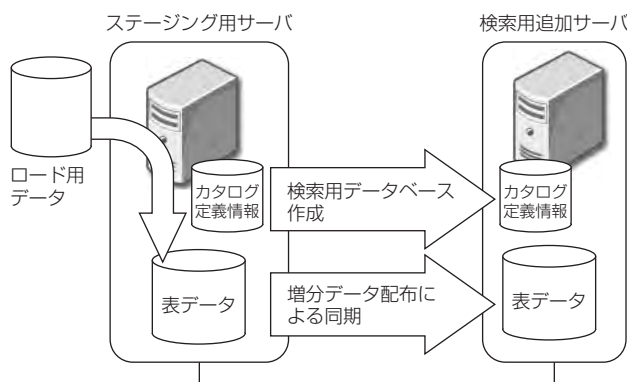 ステージング用サーバ
検索用追加サーバ
ロード用
データ
カタログ
定義情報
検索用データベース
作成
カタログ
定義情報
表データ
増分データ配布に
よる同期
表データ